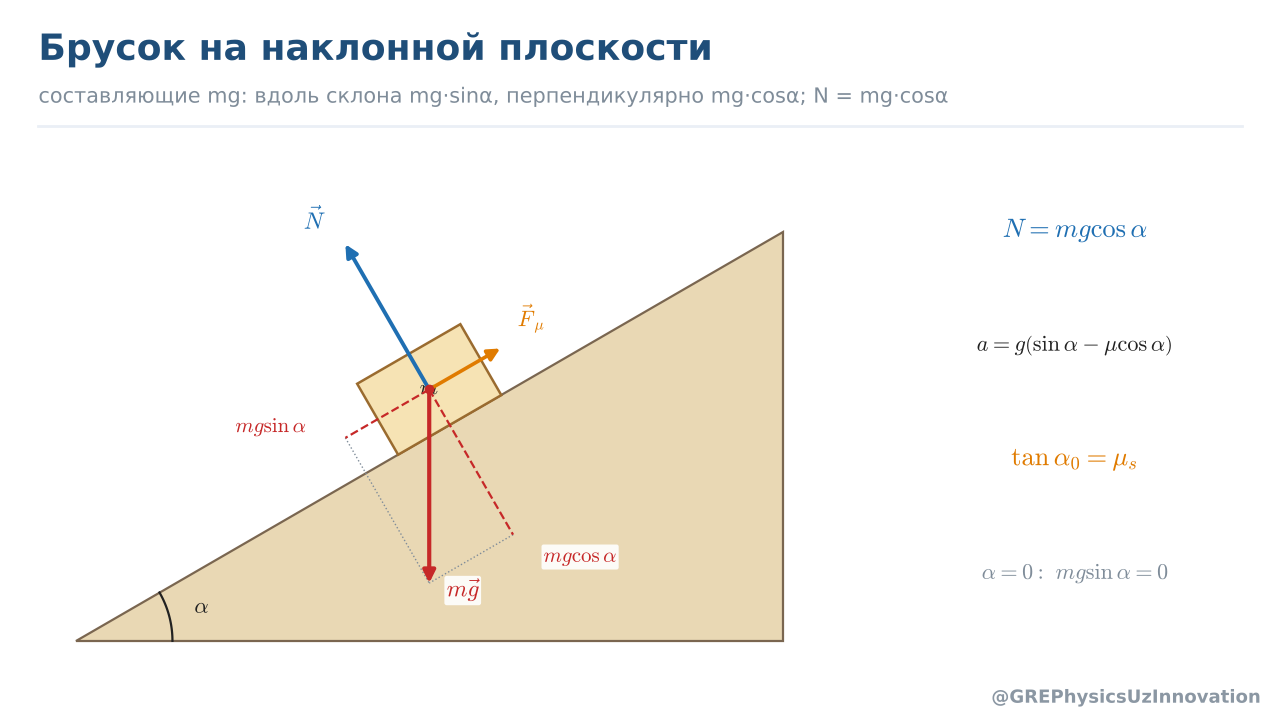 Брусок на наклонной плоскости
составляющие mg: вдоль склона mg·sinα, перпендикулярно mg·cosα; N = mg·cosα
N⃗
N = mg cos α
F⃗μ
a = g(sin α − μ cos α)
mg sin α
tan α₀ = μₛ
mg cos α
α = 0 : mg sin α = 0
mg⃗
α
@GREPhysicsUzInnovation